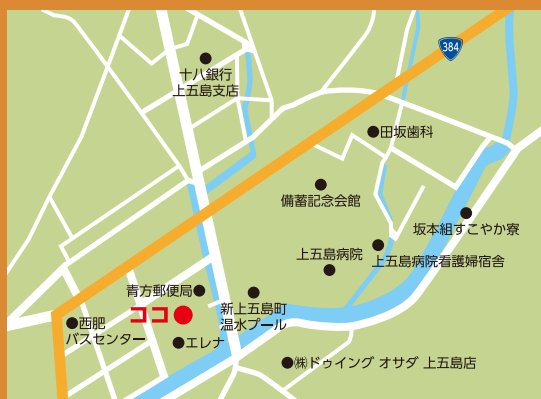 384
十八銀行
上五島支店
田坂歯科
備蓄記念会館
坂本組すこやか寮
上五島病院
上五島病院看護婦宿舎
青方郵便局
新上五島町
温水プール
ココ
西肥
バスセンター
エレナ
㈱ドゥイング オサダ 上五島店